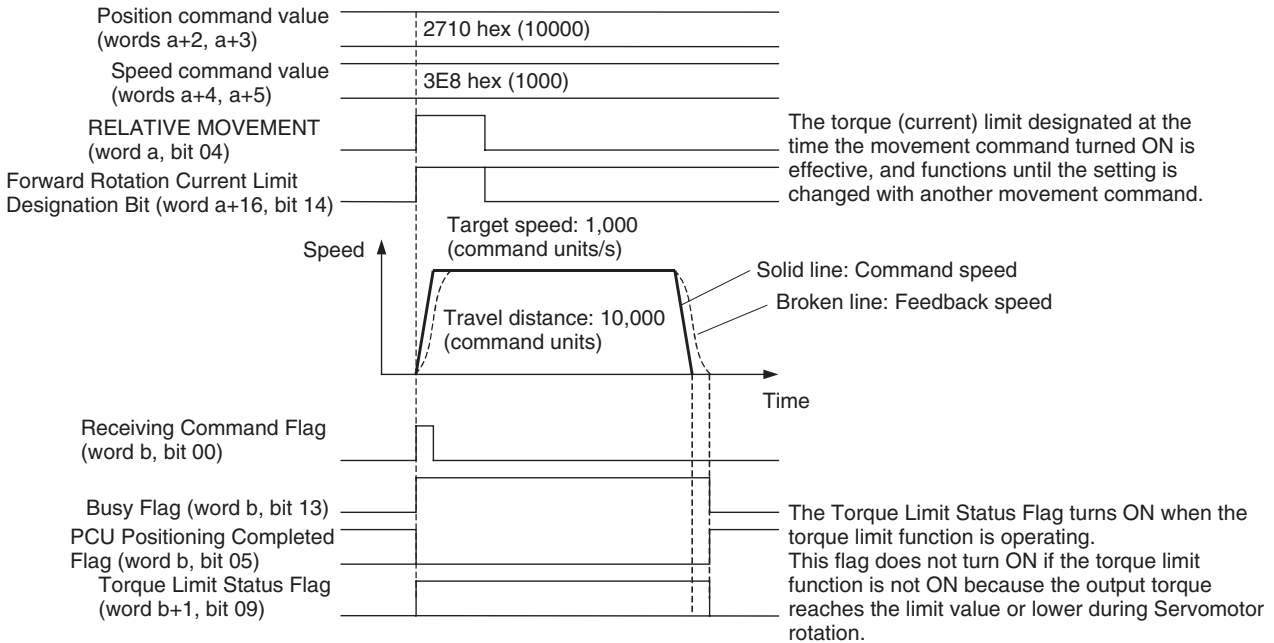 Position command value
(words a+2, a+3)
2710 hex (10000)
Speed command value
(words a+4, a+5)
3E8 hex (1000)
RELATIVE MOVEMENT
(word a, bit 04)
Forward Rotation Current Limit
Designation Bit (word a+16, bit 14)
The torque (current) limit designated at the
time the movement command turned ON is
effective, and functions until the setting is
changed with another movement command.
Speed
Target speed: 1,000
(command units/s)
Solid line: Command speed
Broken line: Feedback speed
Travel distance: 10,000
(command units)
Time
Receiving Command Flag
(word b, bit 00)
Busy Flag (word b, bit 13)
PCU Positioning Completed
Flag (word b, bit 05)
Torque Limit Status Flag
(word b+1, bit 09)
The Torque Limit Status Flag turns ON when the
torque limit function is operating.
This flag does not turn ON if the torque limit
function is not ON because the output torque
reaches the limit value or lower during Servomotor
rotation.